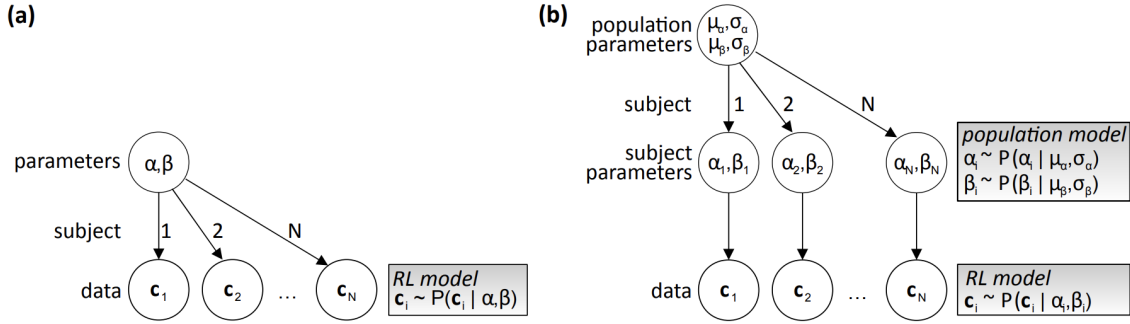 (a)
parameters
α,β
subject
1
2
N
data
c1
c2
...
cN
RL model
ci ~ P(ci | α,β)
(b)
population
parameters
μα,σα
μβ,σβ
subject
1
2
N
subject
parameters
α1,β1
α2,β2
αN,βN
population model
αi ~ P(αi | μα,σα)
βi ~ P(βi | μβ,σβ)
data
c1
c2
...
cN
RL model
ci ~ P(ci | αi,βi)